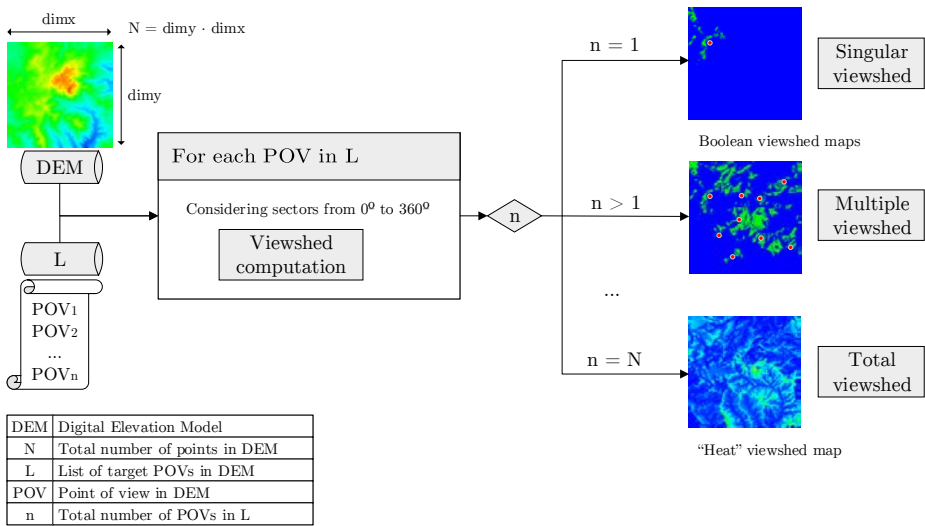 dimx
N = dimy · dimx
dimy
DEM
L
POV1
POV2
...
POVn
For each POV in L
Considering sectors from 0º to 360º
Viewshed
computation
n
n = 1
n > 1
...
n = N
Singular
viewshed
Boolean viewshed maps
Multiple
viewshed
Total
viewshed
“Heat” viewshed map
DEM Digital Elevation Model
N Total number of points in DEM
L List of target POVs in DEM
POV Point of view in DEM
n Total number of POVs in L